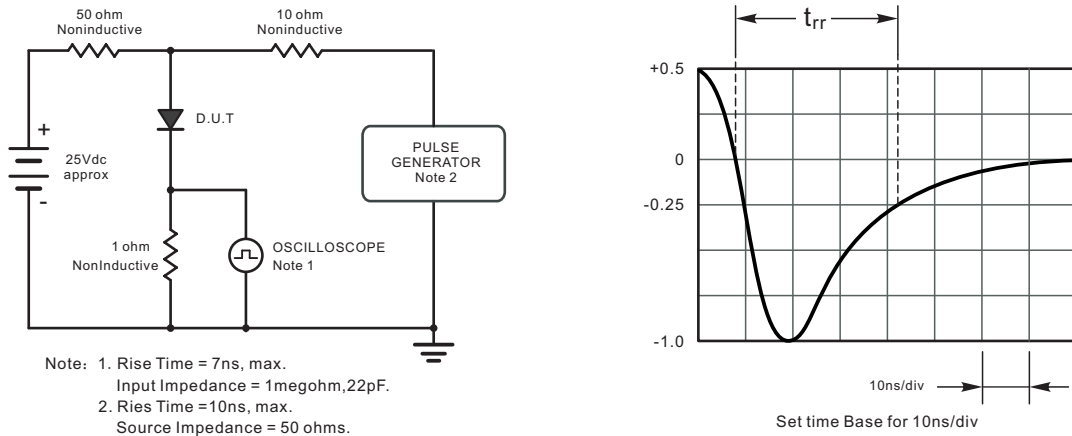 50 ohm
Noninductive
10 ohm
Noninductive
+
25Vdc
approx
-
D.U.T
PULSE
GENERATOR
Note 2
1 ohm
NonInductive
OSCILLOSCOPE
Note 1
Note: 1. Rise Time = 7ns, max.
Input Impedance = 1megohm,22pF.
2. Ries Time =10ns, max.
Source Impedance = 50 ohms.
trr
+0.5
0
-0.25
-1.0
10ns/div
Set time Base for 10ns/div